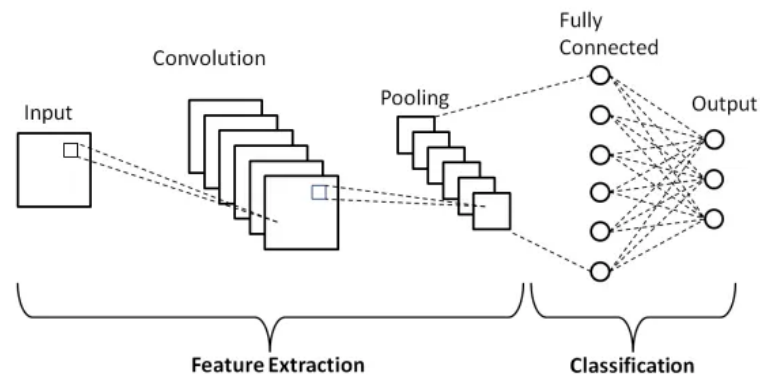 Input
Convolution
Pooling
Fully
Connected
Output
Feature Extraction
Classification